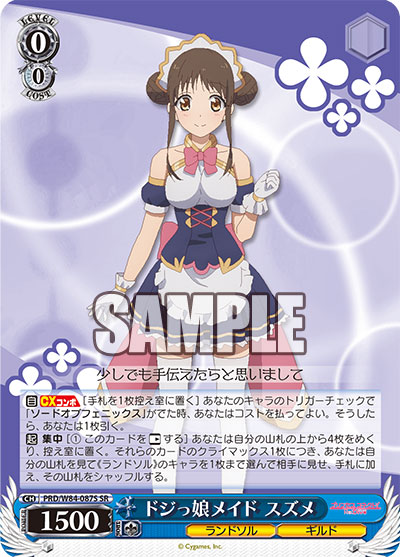 LEVEL
0
0
COST
SAMPLE
少しでも手伝えたらと思いまして
自 CXコンボ [手札を1枚控え室に置く] あなたのキャラのトリガーチェックで
「ソードオブフェニックス」がでた時、あなたはコストを払ってよい。そうした
ら、あなたは1枚引く。
起 集中 [① このカードを する] あなたは自分の山札の上から4枚をめく
り、控え室に置く。それらのカードのクライマックス1枚につき、あなたは自
分の山札を見て《ランドソル》のキャラを1枚まで選んで相手に見せ、手札に加
え、その山札をシャッフルする。
CH PRD/W84-087S SR
1500
ドジっ娘メイド スズメ
ランドソル ギルド
© Cygames, Inc.